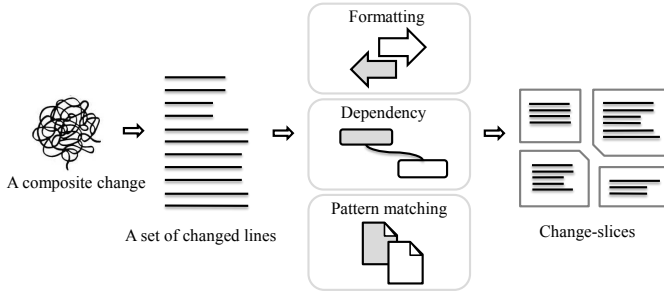 Formatting
Dependency
A composite change
Pattern matching
A set of changed lines
Change-slices